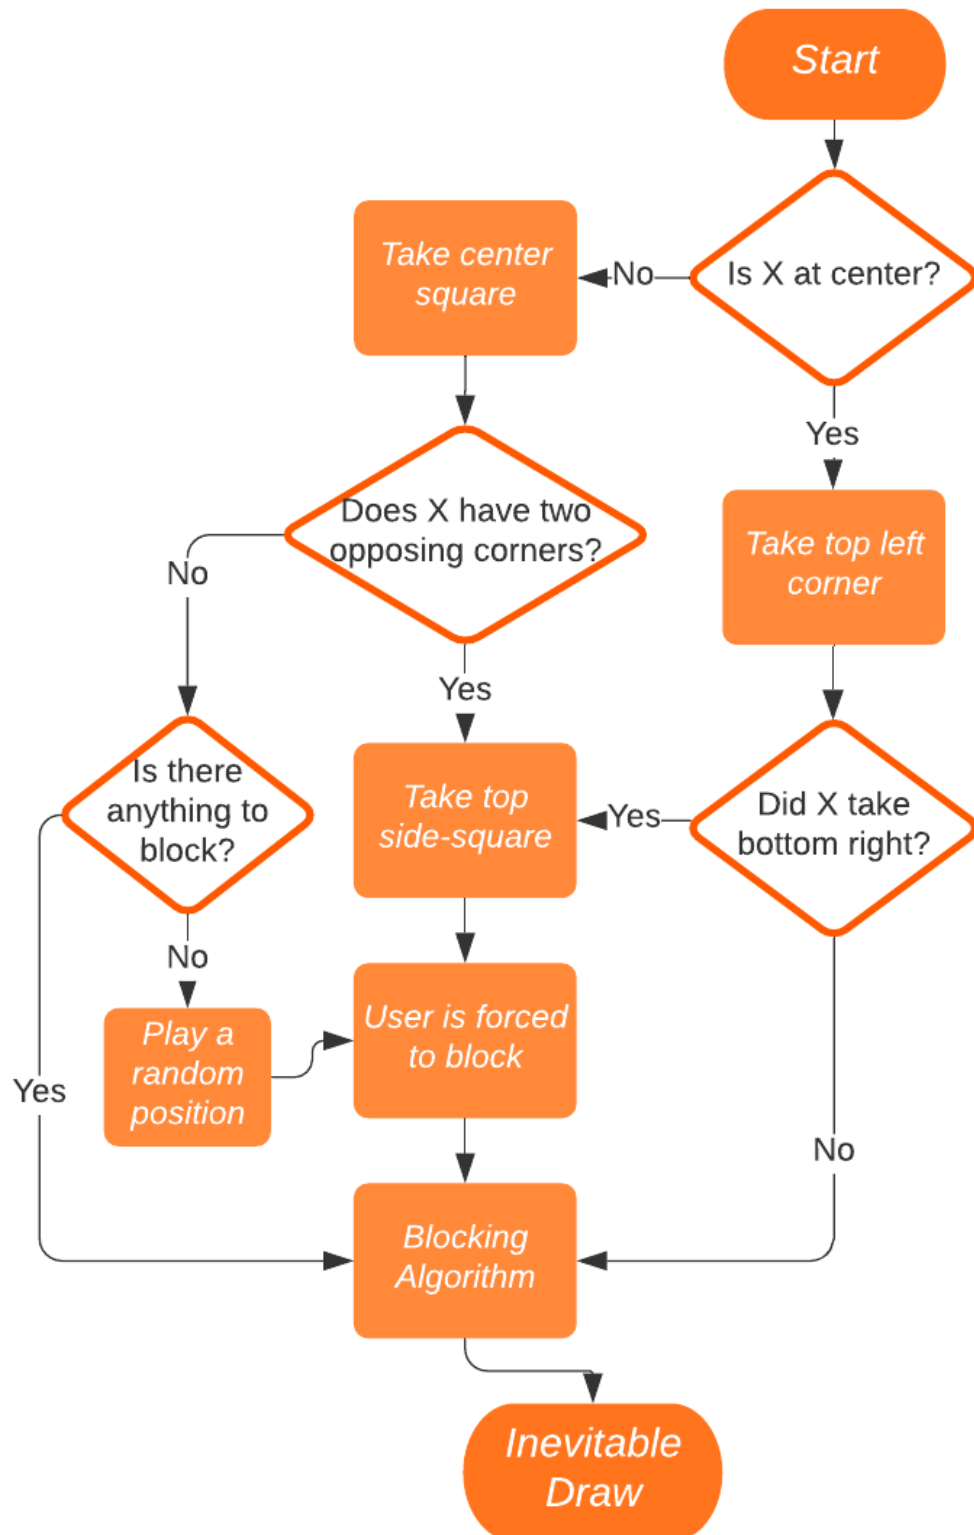 Start
Is X at center?
No
Take center
square
Yes
Does X have two
opposing corners?
Take top left
corner
No
Yes
Is there
anything to
block?
Take top
side-square
Yes
Did X take
bottom right?
No
Play a
random
position
User is forced
to block
Yes
No
Blocking
Algorithm
Inevitable
Draw